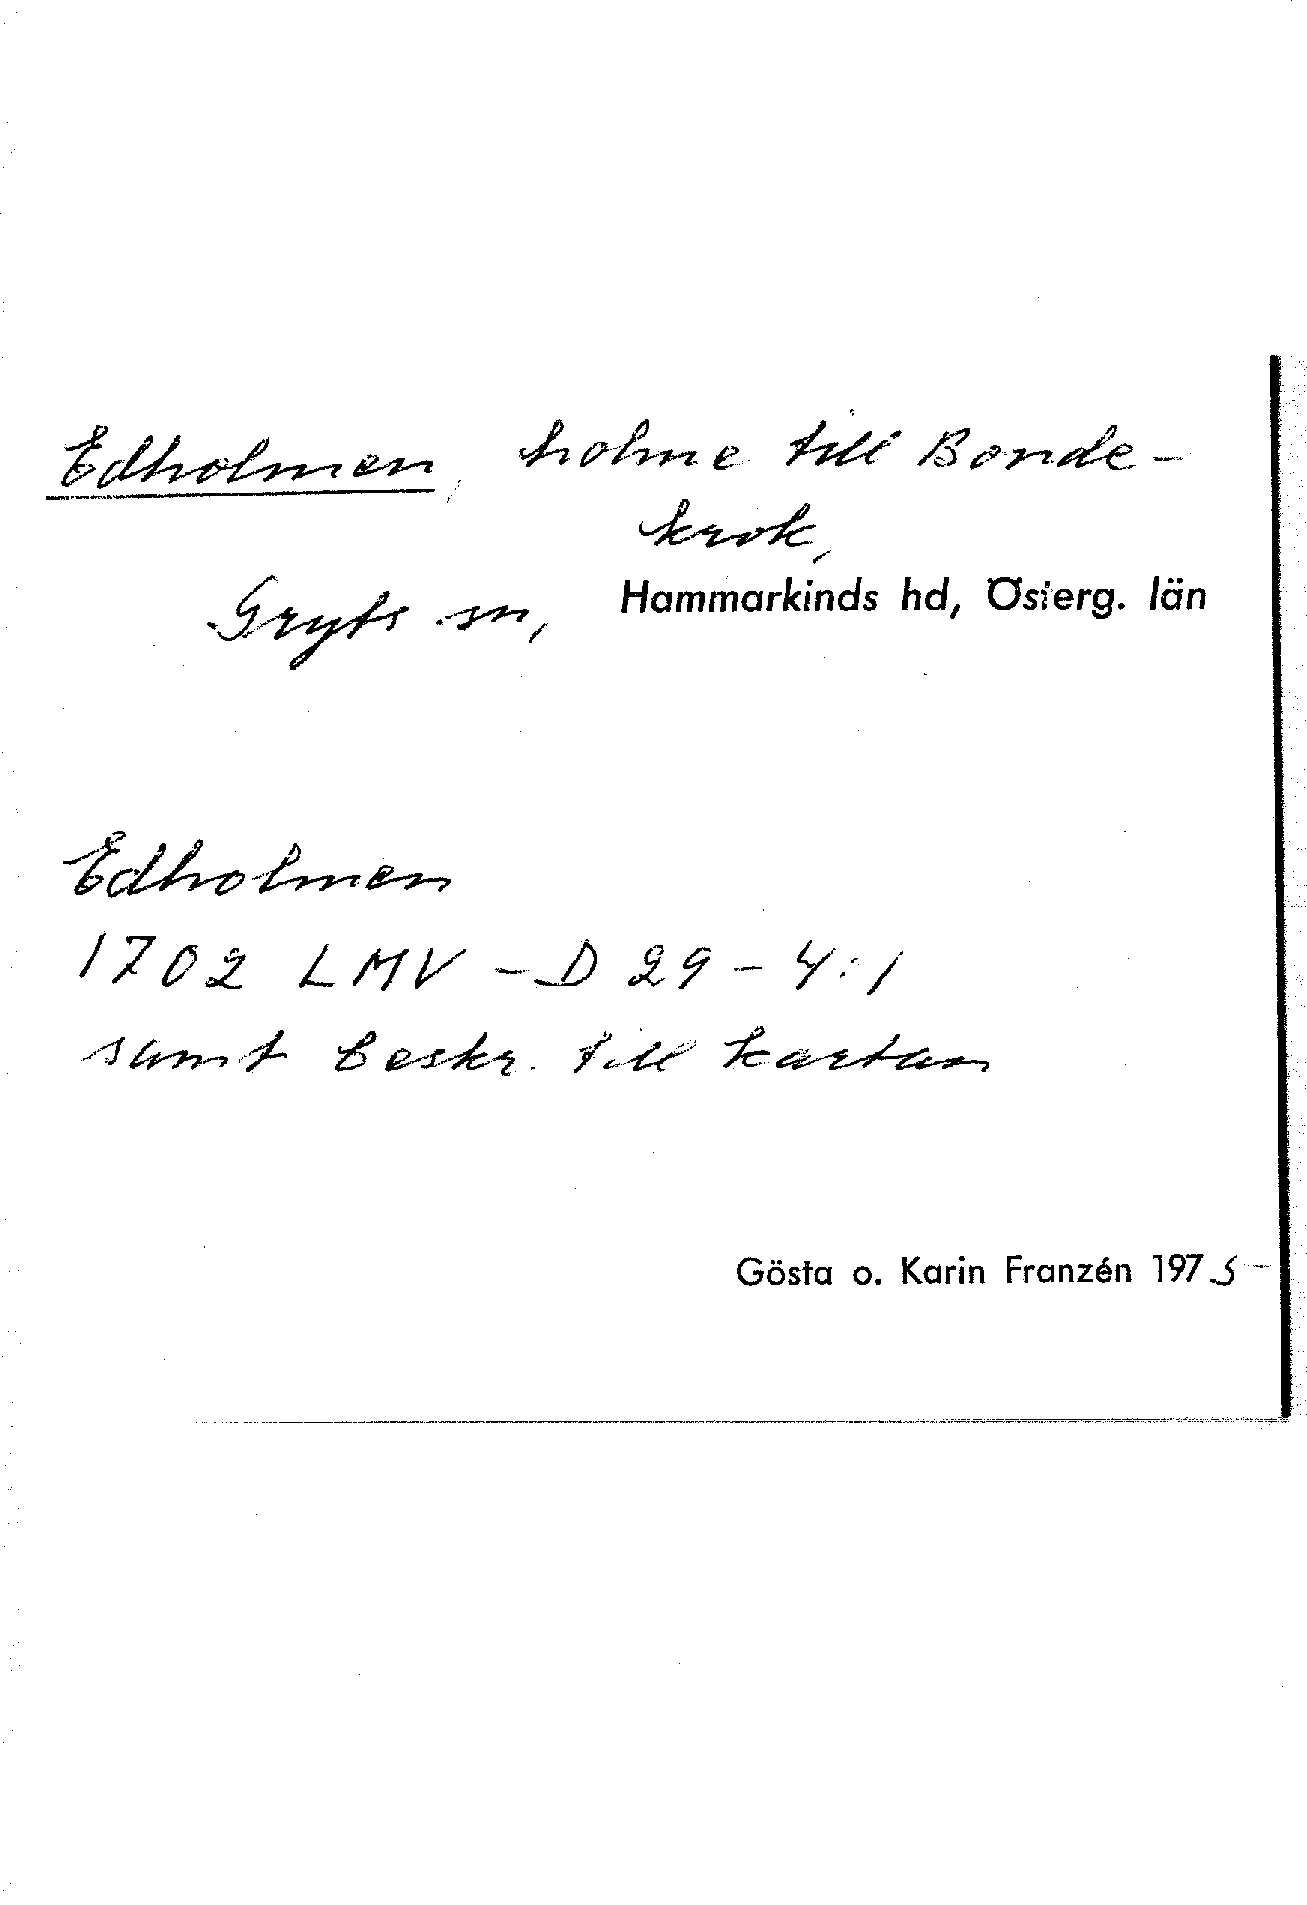 Edholmen, holme till Bonde-
krok,
Gryts sn, Hammarkinds hd, Österg. län
Edholmen
1702 LMV - D 29 - 4:1
samt beskr. till kartan
Gösta o. Karin Franzén 1975